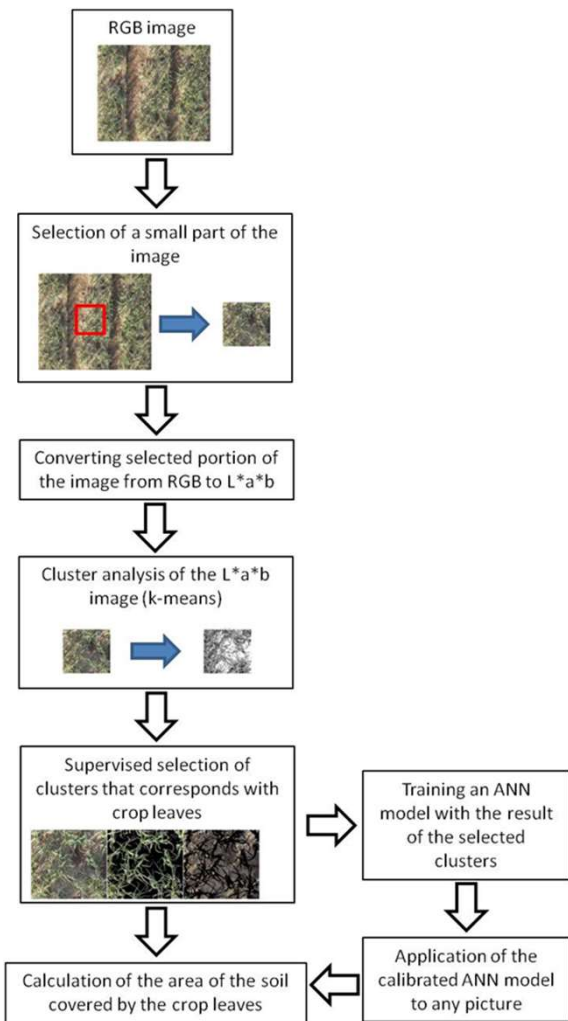 RGB image
Selection of a small part of the
image
Converting selected portion of
the image from RGB to L*a*b
Cluster analysis of the L*a*b
image (k-means)
Supervised selection of
clusters that corresponds with
crop leaves
Training an ANN
model with the result
of the selected
clusters
Application of the
calibrated ANN model
to any picture
Calculation of the area of the soil
covered by the crop leaves